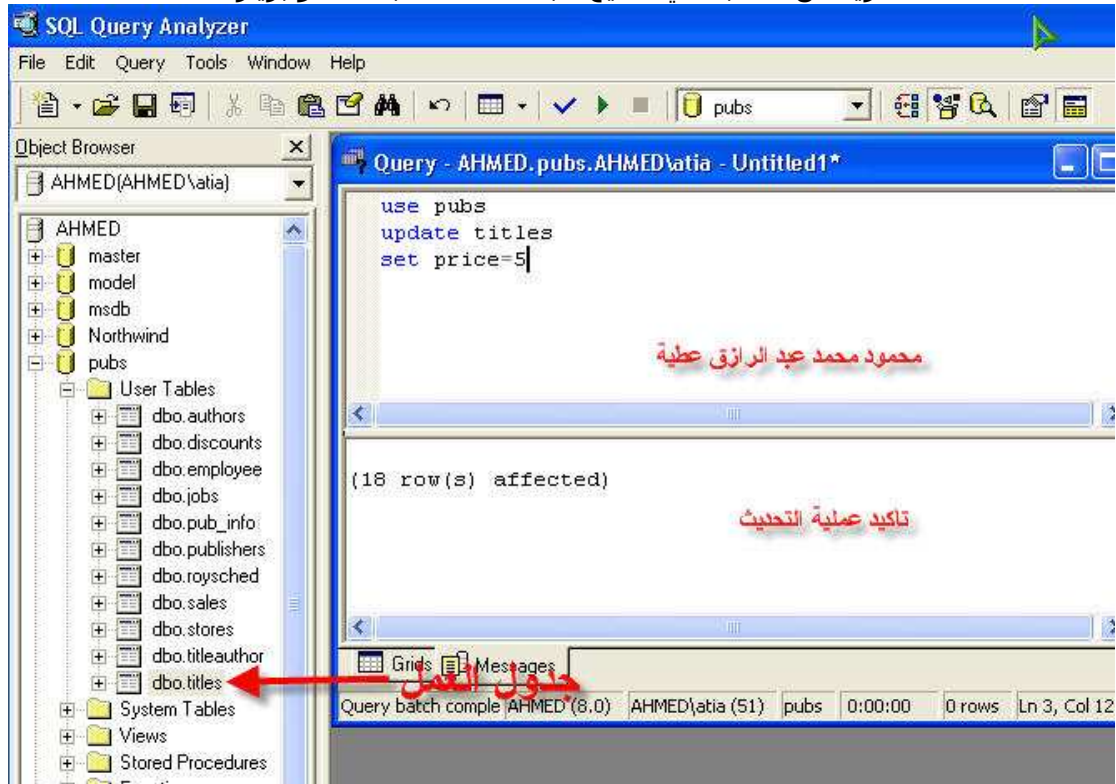 SQL Query Analyzer
File Edit Query Tools Window Help
pubs
Object Browser
AHMED(AHMED\atia)
AHMED
master
model
msdb
Northwind
pubs
User Tables
dbo.authors
dbo.discounts
dbo.employee
dbo.jobs
dbo.pub_info
dbo.publishers
dbo.roysched
dbo.sales
dbo.stores
dbo.titleauthor
dbo.titles
System Tables
Views
Stored Procedures
Query - AHMED.pubs.AHMED\atia - Untitled1*
use pubs
update titles
set price=5
محمود محمد عبد الرازق عطية
(18 row(s) affected)
تاكيد عملية التحديث
Grids Messages
جدول العمل
Query batch comple AHMED (8.0) AHMED\atia (51) pubs 0:00:00 0 rows Ln 3, Col 12